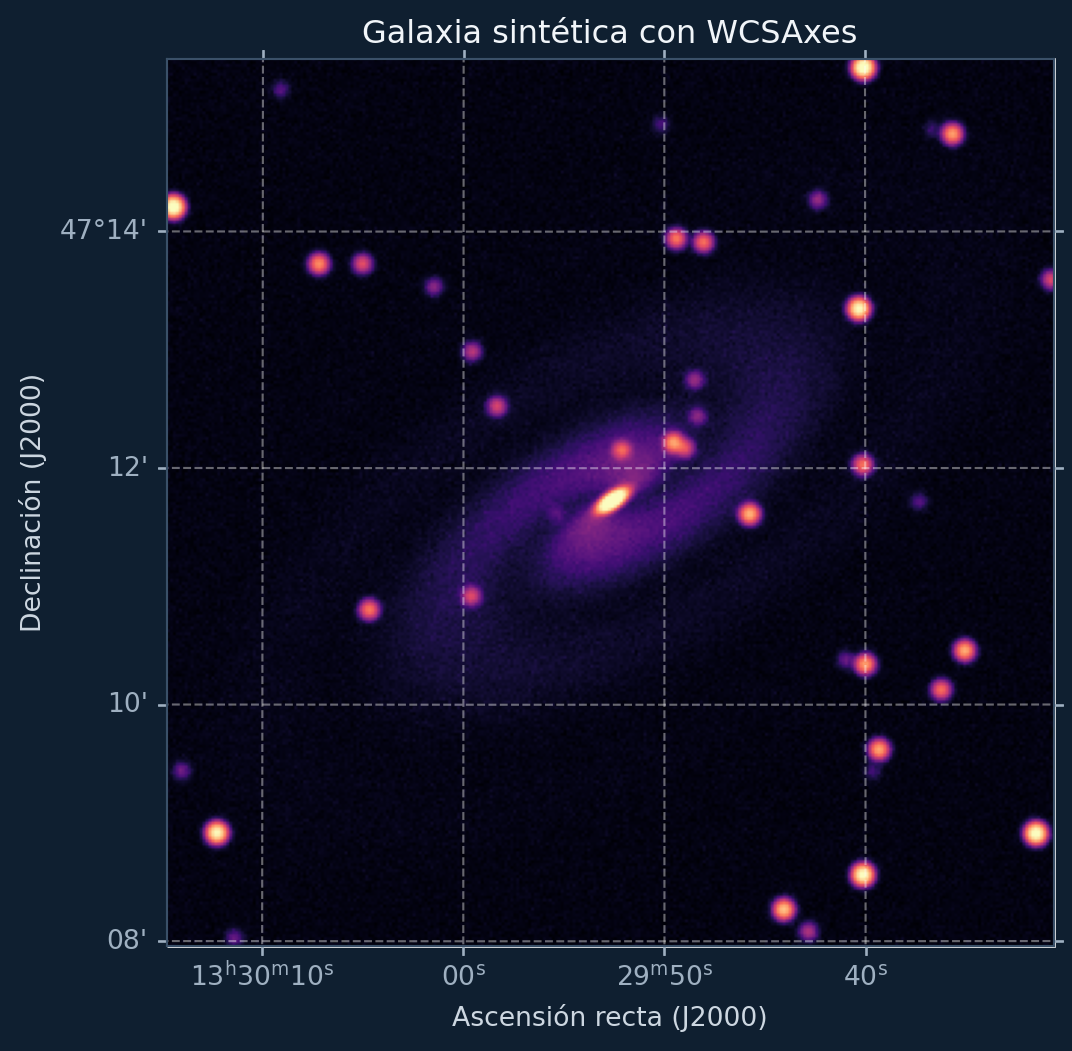 Galaxia sintética con WCSAxes
Declinación (J2000)
47°14'
12'
10'
08'
13ʰ30ᵐ10ˢ 00ˢ 29ᵐ50ˢ 40ˢ
Ascensión recta (J2000)